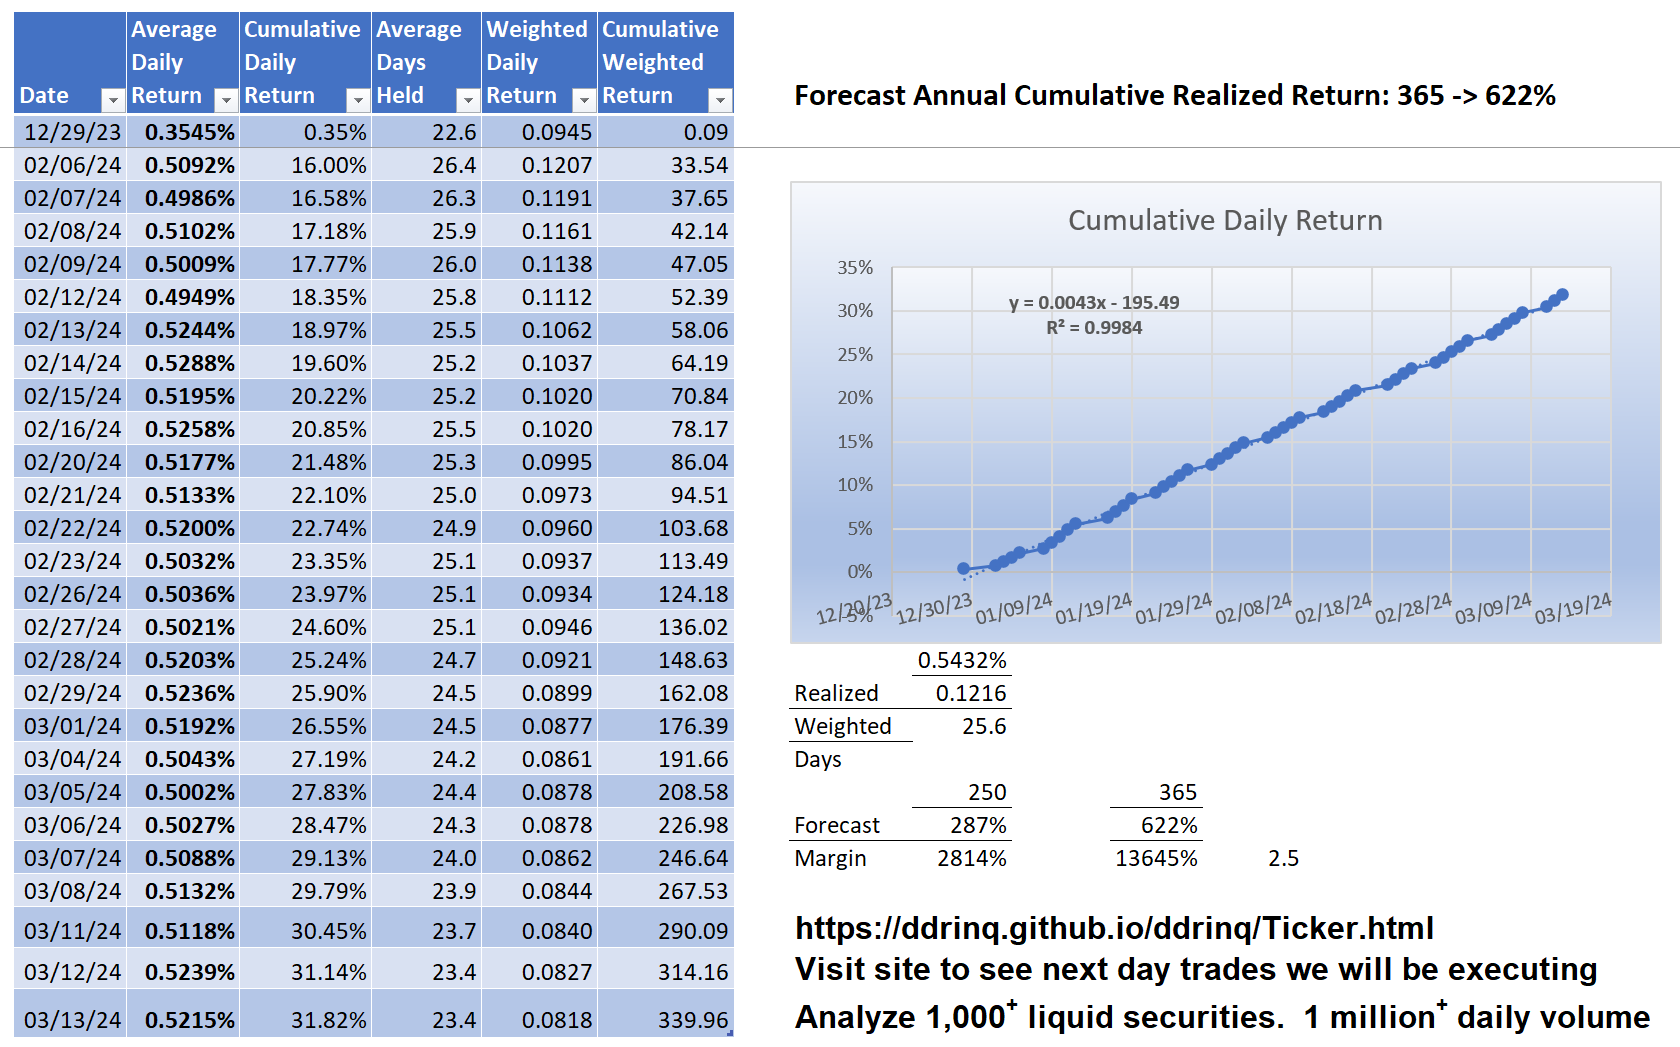 Date Average Daily Return Cumulative Daily Return Average Days Held Weighted Daily Return Cumulative Weighted Return
12/29/23 0.3545% 0.35% 22.6 0.0945 0.09
02/06/24 0.5092% 16.00% 26.4 0.1207 33.54
02/07/24 0.4986% 16.58% 26.3 0.1191 37.65
02/08/24 0.5102% 17.18% 25.9 0.1161 42.14
02/09/24 0.5009% 17.77% 26.0 0.1138 47.05
02/12/24 0.4949% 18.35% 25.8 0.1112 52.39
02/13/24 0.5244% 18.97% 25.5 0.1062 58.06
02/14/24 0.5288% 19.60% 25.2 0.1037 64.19
02/15/24 0.5195% 20.22% 25.2 0.1020 70.84
02/16/24 0.5258% 20.85% 25.5 0.1020 78.17
02/20/24 0.5177% 21.48% 25.3 0.0995 86.04
02/21/24 0.5133% 22.10% 25.0 0.0973 94.51
02/22/24 0.5200% 22.74% 24.9 0.0960 103.68
02/23/24 0.5032% 23.35% 25.1 0.0937 113.49
02/26/24 0.5036% 23.97% 25.1 0.0934 124.18
02/27/24 0.5021% 24.60% 25.1 0.0946 136.02
02/28/24 0.5203% 25.24% 24.7 0.0921 148.63
02/29/24 0.5236% 25.90% 24.5 0.0899 162.08
03/01/24 0.5192% 26.55% 24.5 0.0877 176.39
03/04/24 0.5043% 27.19% 24.2 0.0861 191.66
03/05/24 0.5002% 27.83% 24.4 0.0878 208.58
03/06/24 0.5027% 28.47% 24.3 0.0878 226.98
03/07/24 0.5088% 29.13% 24.0 0.0862 246.64
03/08/24 0.5132% 29.79% 23.9 0.0844 267.53
03/11/24 0.5118% 30.45% 23.7 0.0840 290.09
03/12/24 0.5239% 31.14% 23.4 0.0827 314.16
03/13/24 0.5215% 31.82% 23.4 0.0818 339.96
Forecast Annual Cumulative Realized Return: 365 -> 622%
Cumulative Daily Return
y = 0.0043x - 195.49
R² = 0.9984
35%
30%
25%
20%
15%
10%
5%
0%
-5%
12/20/23 12/30/23 01/09/24 01/19/24 01/29/24 02/08/24 02/18/24 02/28/24 03/09/24 03/19/24
0.5432%
Realized 0.1216
Weighted 25.6
Days
250 365
Forecast 287% 622%
Margin 2814% 13645% 2.5
https://ddrinq.github.io/ddrinq/Ticker.html
Visit site to see next day trades we will be executing
Analyze 1,000+ liquid securities. 1 million+ daily volume